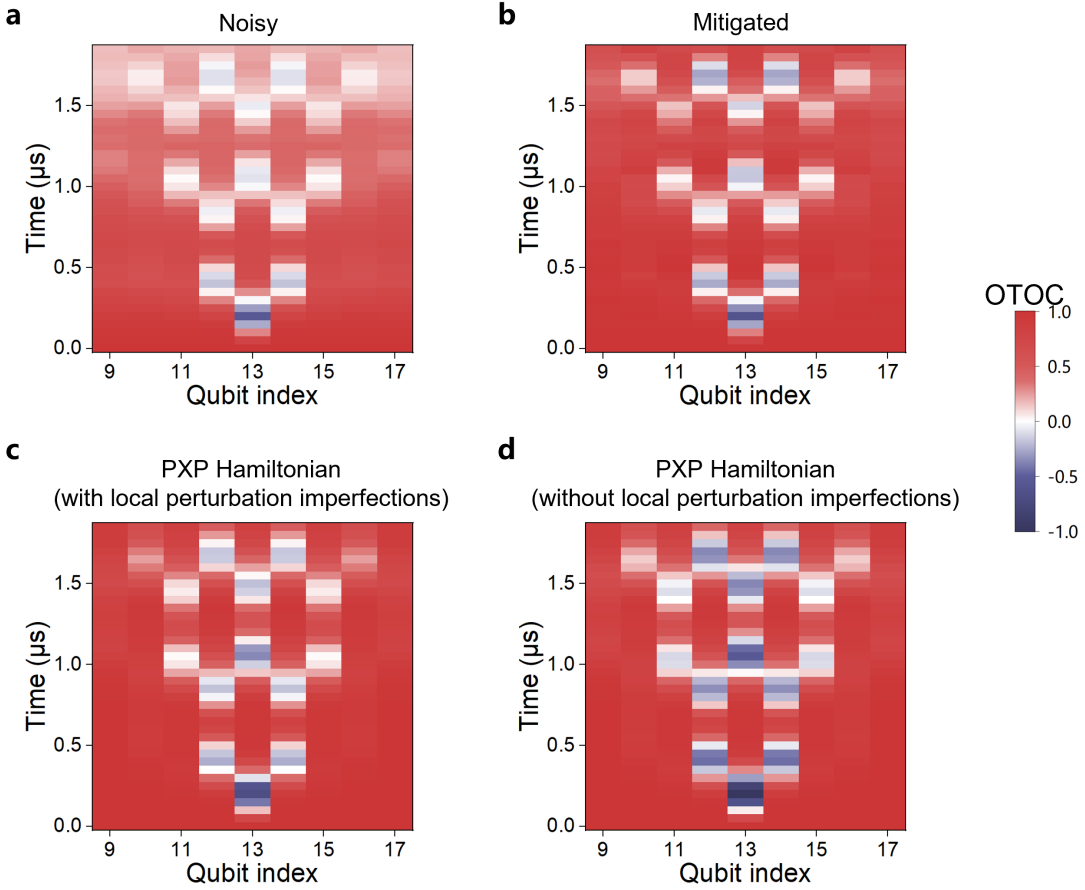 a
Noisy
Time (μs)
1.5
1.0
0.5
0.0
9 11 13 15 17
Qubit index
b
Mitigated
Time (μs)
1.5
1.0
0.5
0.0
9 11 13 15 17
Qubit index
OTOC
1.0
0.5
0.0
-0.5
-1.0
c
PXP Hamiltonian
(with local perturbation imperfections)
Time (μs)
1.5
1.0
0.5
0.0
9 11 13 15 17
Qubit index
d
PXP Hamiltonian
(without local perturbation imperfections)
Time (μs)
1.5
1.0
0.5
0.0
9 11 13 15 17
Qubit index